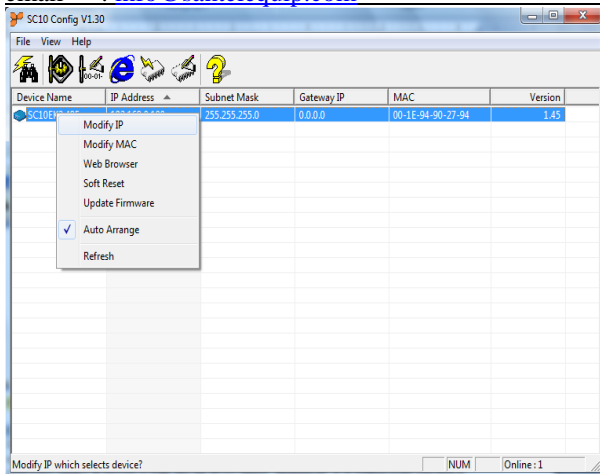 SC10 Config V1.30
File View Help
00-01-
Device Name IP Address Subnet Mask Gateway IP MAC Version
255.255.255.0 0.0.0.0 00-1E-94-90-27-94 1.45
Modify IP
Modify MAC
Web Browser
Soft Reset
Update Firmware
Auto Arrange
Refresh
Modify IP which selects device? NUM Online : 1